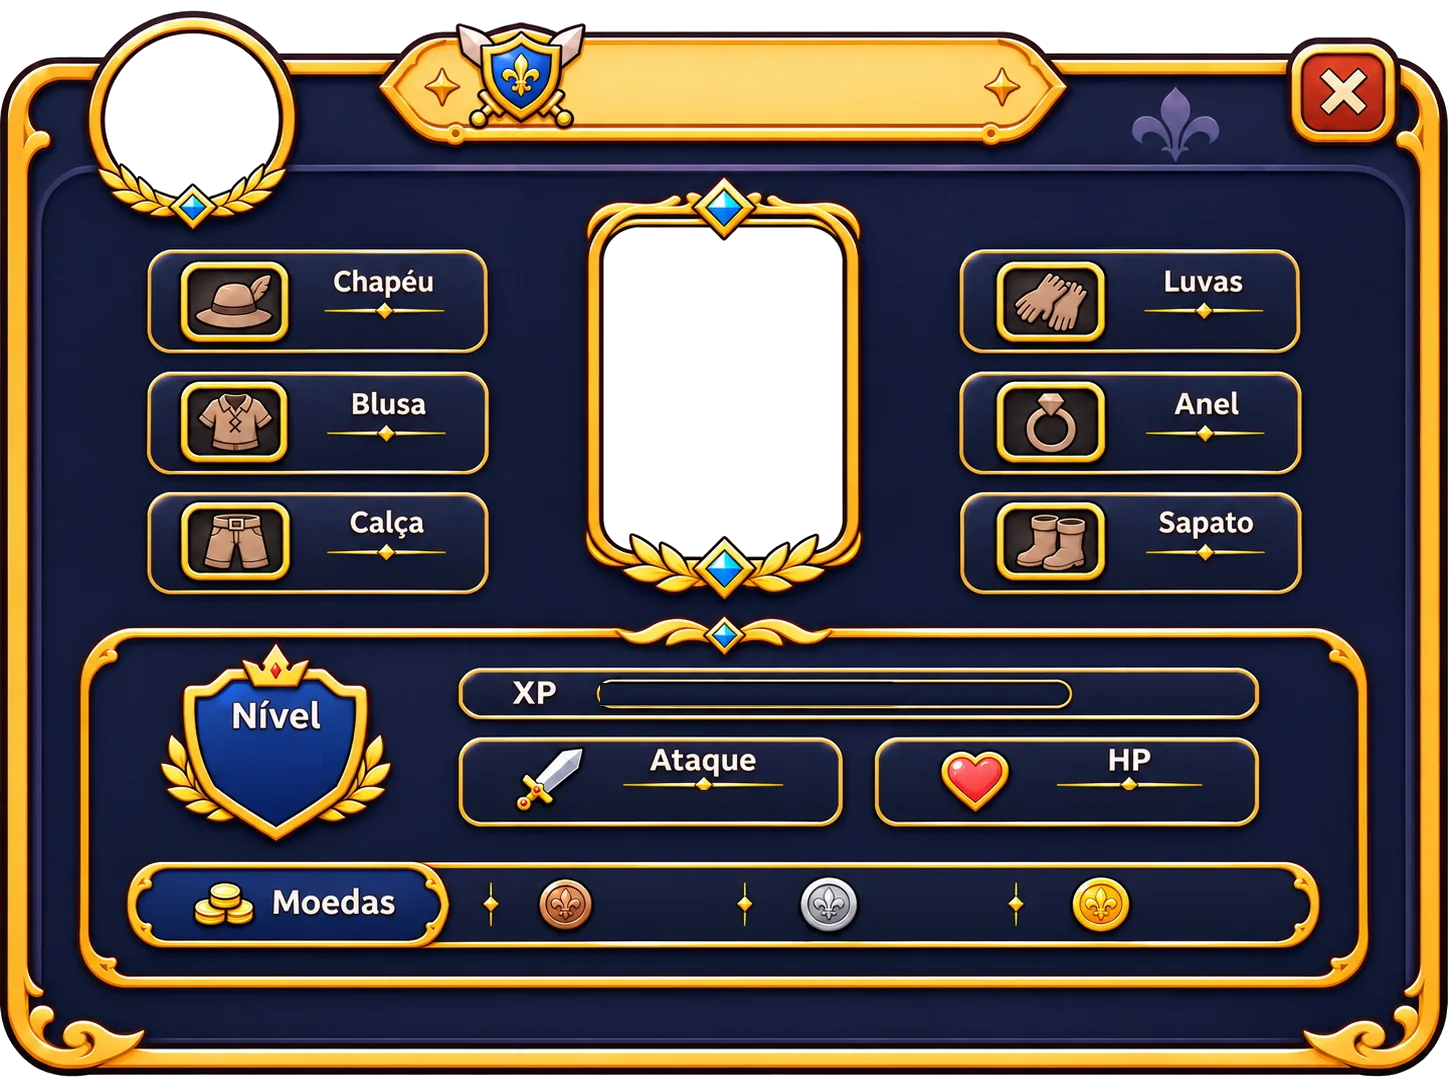 Chapéu
Luvas
Blusa
Anel
Calça
Sapato
Nível
XP
Ataque
HP
Moedas